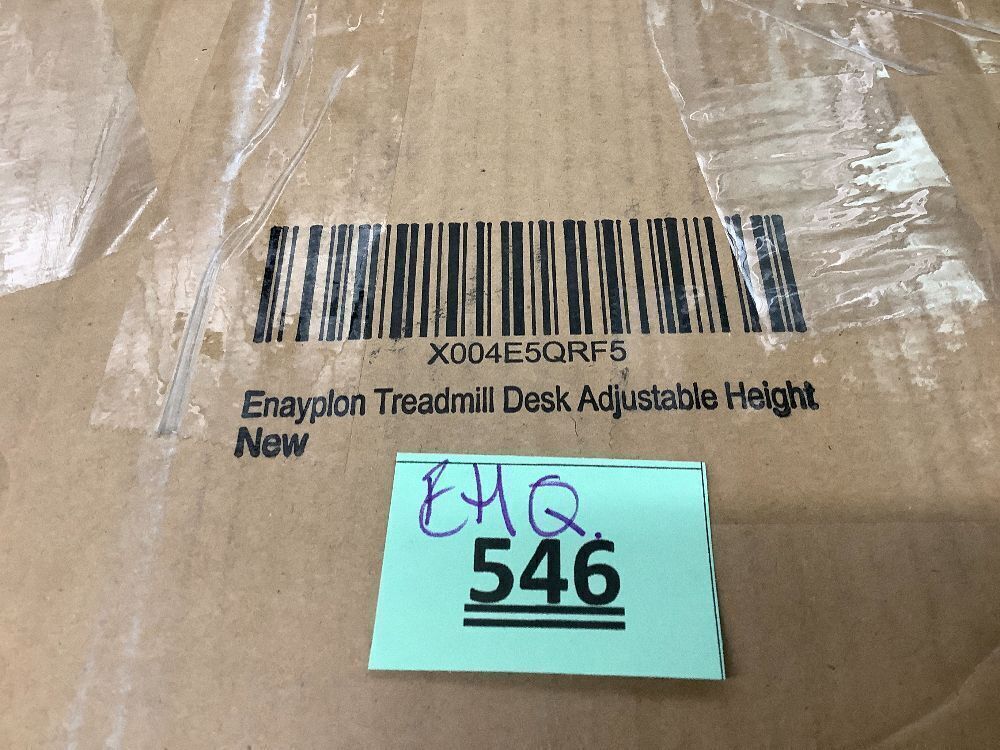 X004E5QRF5
Enayplon Treadmill Desk Adjustable Height
New
EHQ.
546